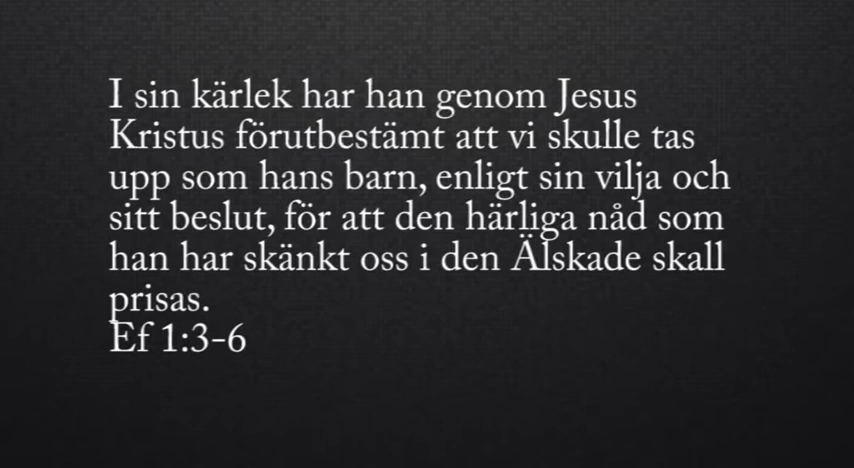 I sin kärlek har han genom Jesus
Kristus förutbestämt att vi skulle tas
upp som hans barn, enligt sin vilja och
sitt beslut, för att den härliga nåd som
han har skänkt oss i den Älskade skall
prisas.
Ef 1:3-6